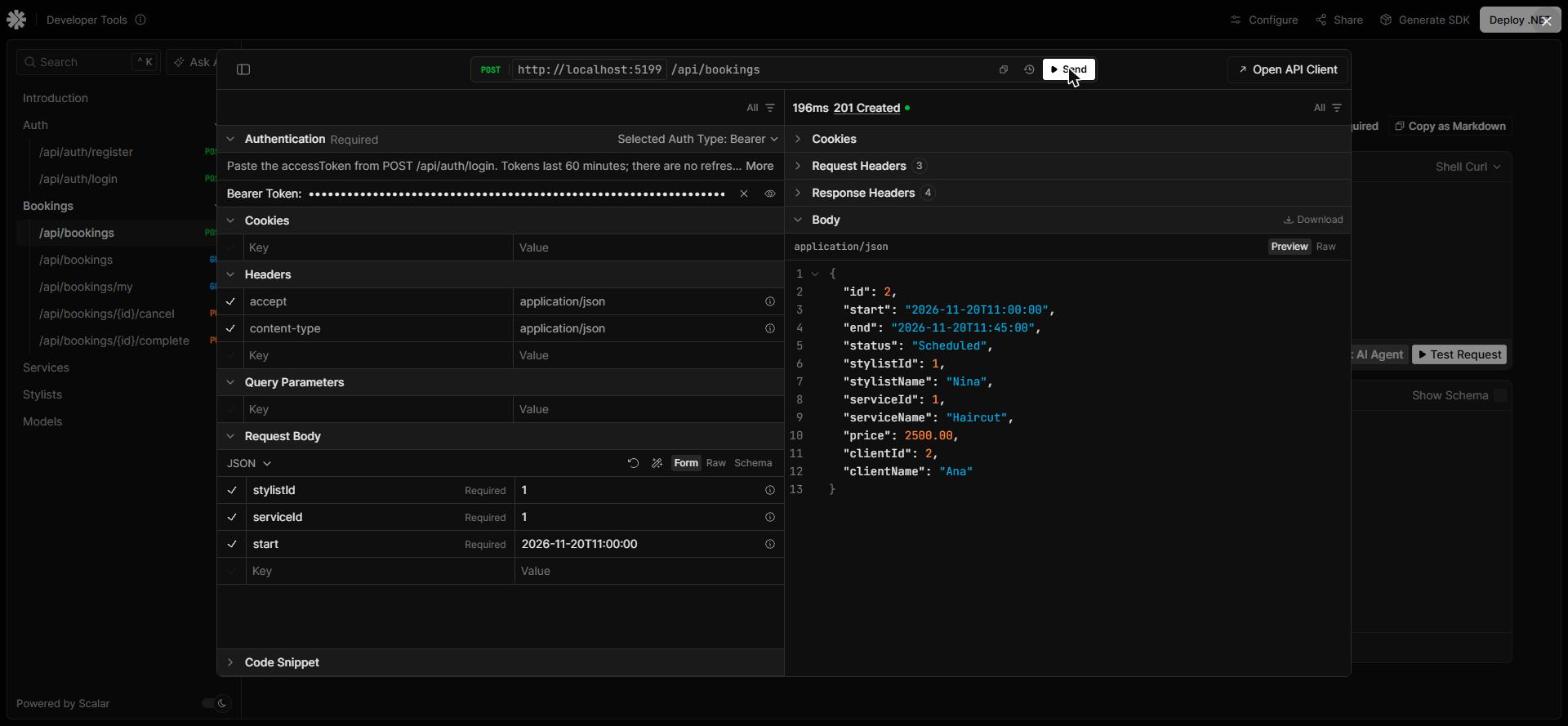 Developer Tools
Configure
Share
Generate SDK
Deploy .NET
Search
^ K
Ask A
Introduction
Auth
/api/auth/register
/api/auth/login
Bookings
/api/bookings
/api/bookings
/api/bookings/my
/api/bookings/{id}/cancel
/api/bookings/{id}/complete
Services
Stylists
Models
Powered by Scalar
POST http://localhost:5199 /api/bookings
Send
Open API Client
All
Authentication Required
Selected Auth Type: Bearer
Paste the accessToken from POST /api/auth/login. Tokens last 60 minutes; there are no refres... More
Bearer Token: ••••••••••••••••••••••••••••••••••••••••••••••••••••••••••••••
Cookies
Key Value
Headers
accept application/json
content-type application/json
Key Value
Query Parameters
Key Value
Request Body
JSON
Form Raw Schema
stylistId Required 1
serviceId Required 1
start Required 2026-11-20T11:00:00
Key Value
Code Snippet
196ms 201 Created
All
Cookies
Request Headers 3
Response Headers 4
Body
Download
application/json
Preview Raw
1 {
2 "id": 2,
3 "start": "2026-11-20T11:00:00",
4 "end": "2026-11-20T11:45:00",
5 "status": "Scheduled",
6 "stylistId": 1,
7 "stylistName": "Nina",
8 "serviceId": 1,
9 "serviceName": "Haircut",
10 "price": 2500.00,
11 "clientId": 2,
12 "clientName": "Ana"
13 }
Copy as Markdown
Shell Curl
AI Agent
Test Request
Show Schema